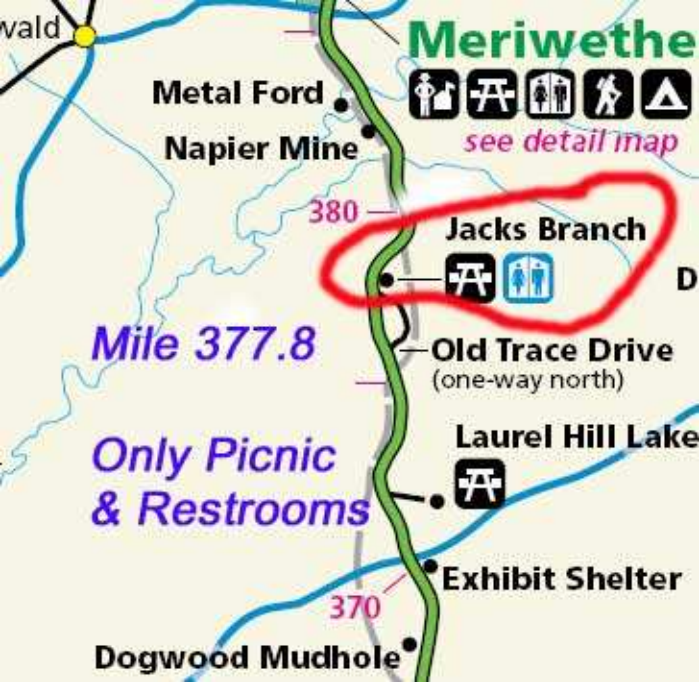 wald
Meriwethe
Metal Ford
Napier Mine
see detail map
380
Jacks Branch
D
Mile 377.8
Old Trace Drive
(one-way north)
Only Picnic
& Restrooms
Laurel Hill Lake
Exhibit Shelter
370
Dogwood Mudhole